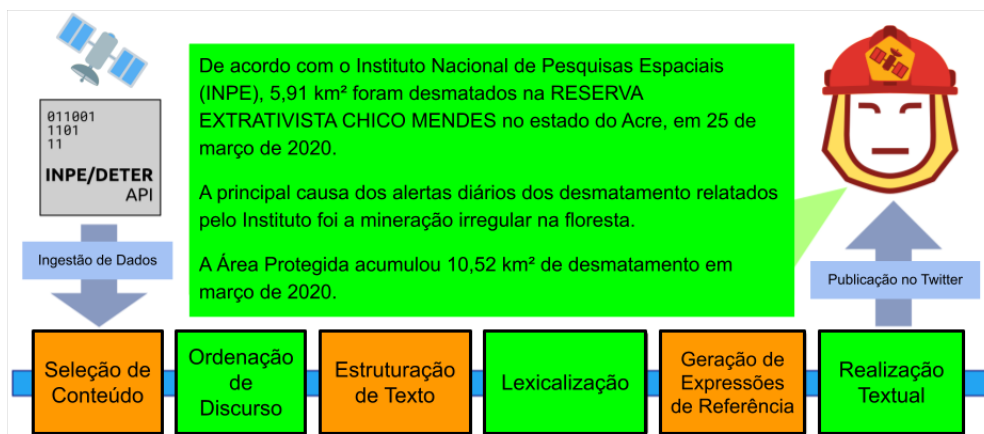 011001
1101
11
INPE/DETER
API
Ingestão de Dados
De acordo com o Instituto Nacional de Pesquisas Espaciais
(INPE), 5,91 km² foram desmatados na RESERVA
EXTRATIVISTA CHICO MENDES no estado do Acre, em 25 de
março de 2020.
A principal causa dos alertas diários dos desmatamento relatados
pelo Instituto foi a mineração irregular na floresta.
A Área Protegida acumulou 10,52 km² de desmatamento em
março de 2020.
Publicação no Twitter
Seleção de
Conteúdo
Ordenação
de
Discurso
Estruturação
de Texto
Lexicalização
Geração de
Expressões
de Referência
Realização
Textual